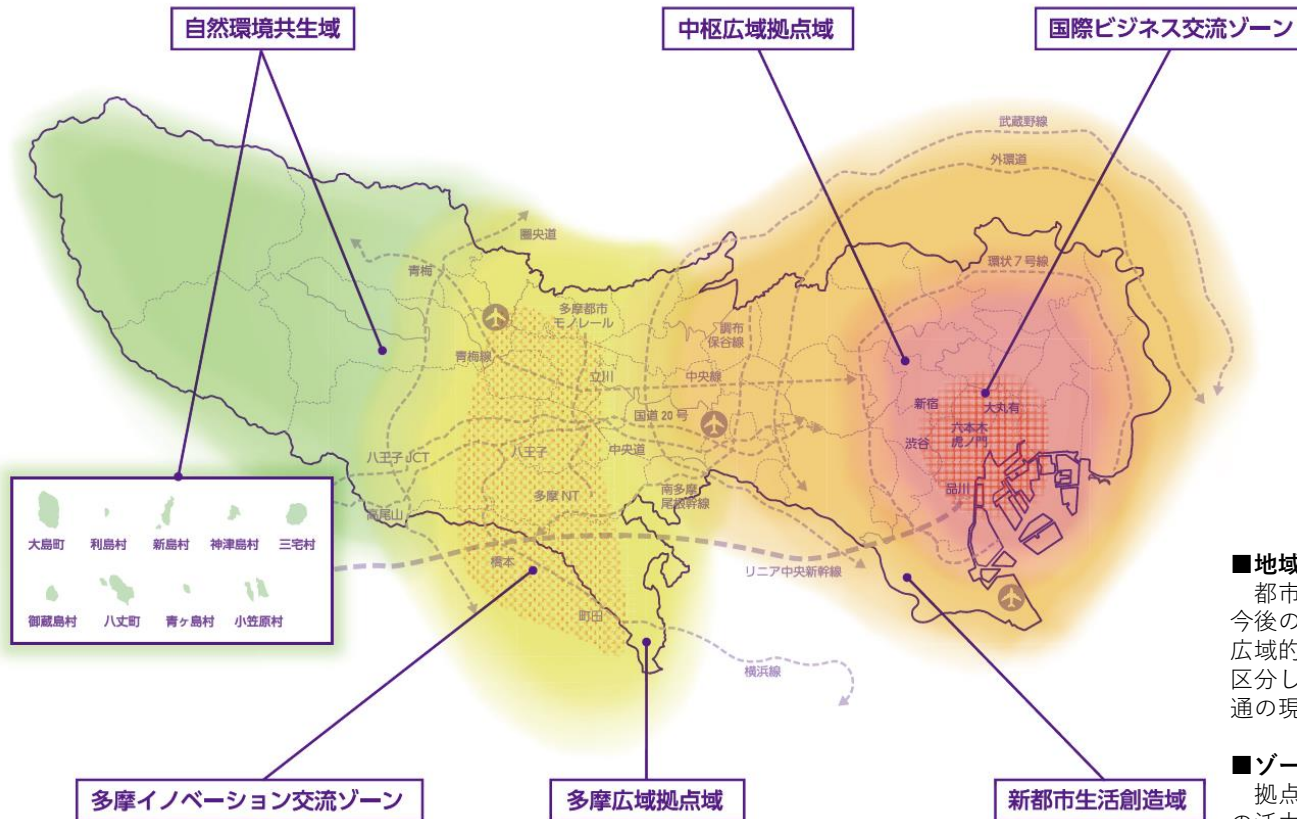 自然環境共生域
中枢広域拠点域
国際ビジネス交流ゾーン
武蔵野線
外環道
圏央道
青梅
環状7号線
多摩都市
モノレール
調布
保谷線
青梅線
立川
中央線
新宿
大丸有
国道20号
六本木
虎ノ門
渋谷
八王子JCT
八王子
中央道
多摩NT
南多摩
尾根幹線
品川
高尾山
大島町
利島村
新島村
神津島村
三宅村
橋本
リニア中央新幹線
御蔵島村
八丈町
青ヶ島村
小笠原村
町田
横浜線
■地域
都市
今後の
広域的
区分し
通の現
■ゾー
拠点
の活力
多摩イノベーション交流ゾーン
多摩広域拠点域
新都市生活創造域